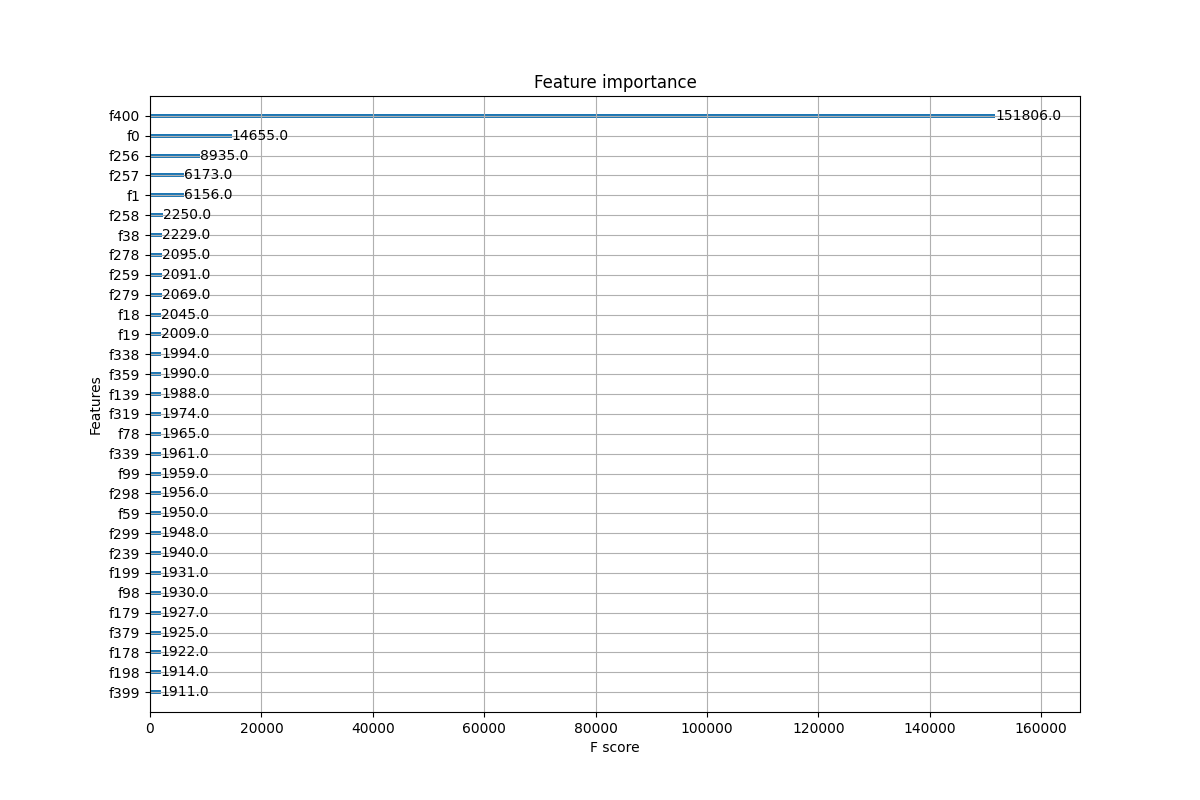 Feature importance
f400 151806.0
f0 14655.0
f256 8935.0
f257 6173.0
f1 6156.0
f258 2250.0
f38 2229.0
f278 2095.0
f259 2091.0
f279 2069.0
f18 2045.0
f19 2009.0
f338 1994.0
f359 1990.0
f139 1988.0
f319 1974.0
f78 1965.0
f339 1961.0
f99 1959.0
f298 1956.0
f59 1950.0
f299 1948.0
f239 1940.0
f199 1931.0
f98 1930.0
f179 1927.0
f379 1925.0
f178 1922.0
f198 1914.0
f399 1911.0
Features
0 20000 40000 60000 80000 100000 120000 140000 160000
F score